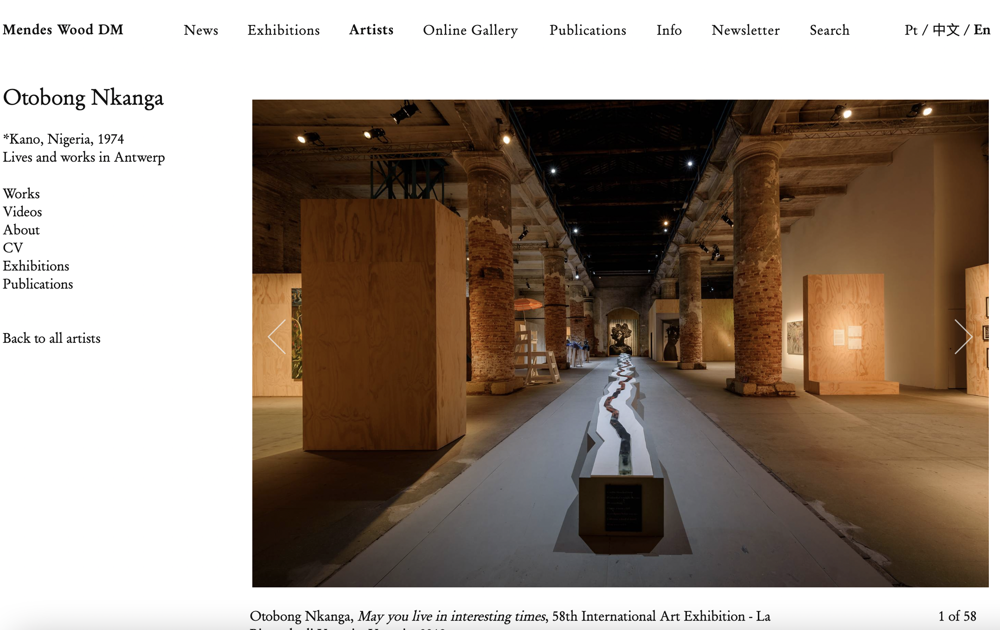 Mendes Wood DM News Exhibitions Artists Online Gallery Publications Info Newsletter Search Pt / 中文 / En
Otobong Nkanga
*Kano, Nigeria, 1974
Lives and works in Antwerp
Works
Videos
About
CV
Exhibitions
Publications
Back to all artists
Otobong Nkanga, May you live in interesting times, 58th International Art Exhibition - La
1 of 58